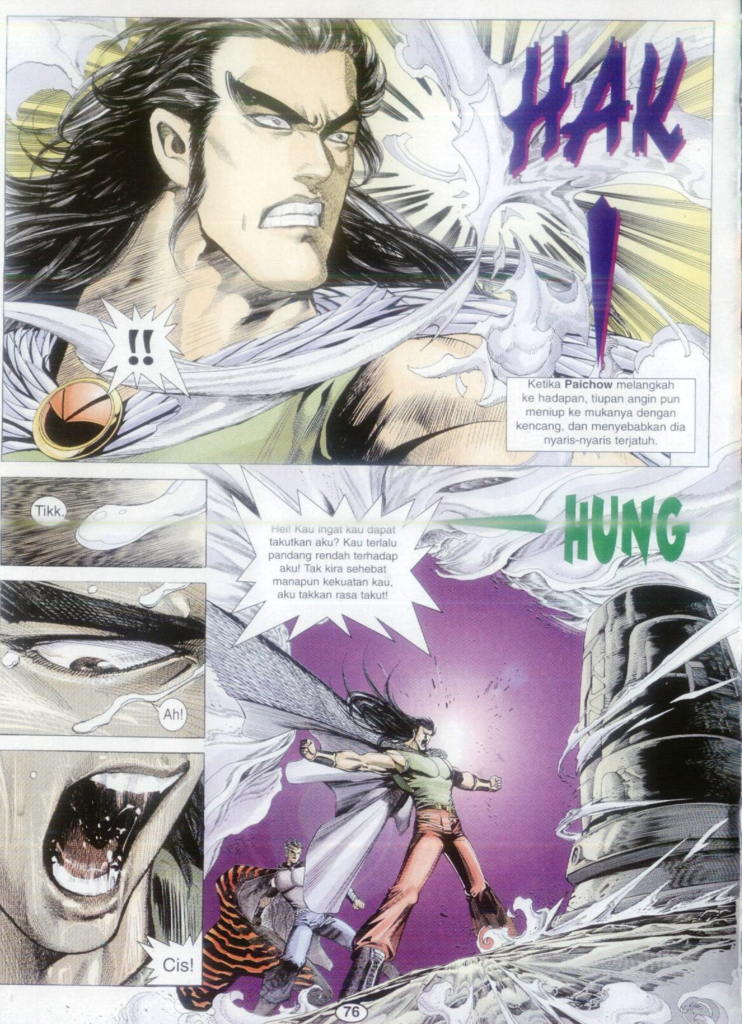 HAK
!
!!
Ketika Paichow melangkah
ke hadapan, tiupan angin pun
meniup ke mukanya dengan
kencang, dan menyebabkan dia
nyaris-nyaris terjatuh.
Tikk,
Hei! Kau ingat kau dapat
takutkan aku? Kau terlalu
pandang rendah terhadap
aku! Tak kira sehebat
manapun kekuatan kau,
aku takkan rasa takut!
HUNG
Ah!
Cis!
76